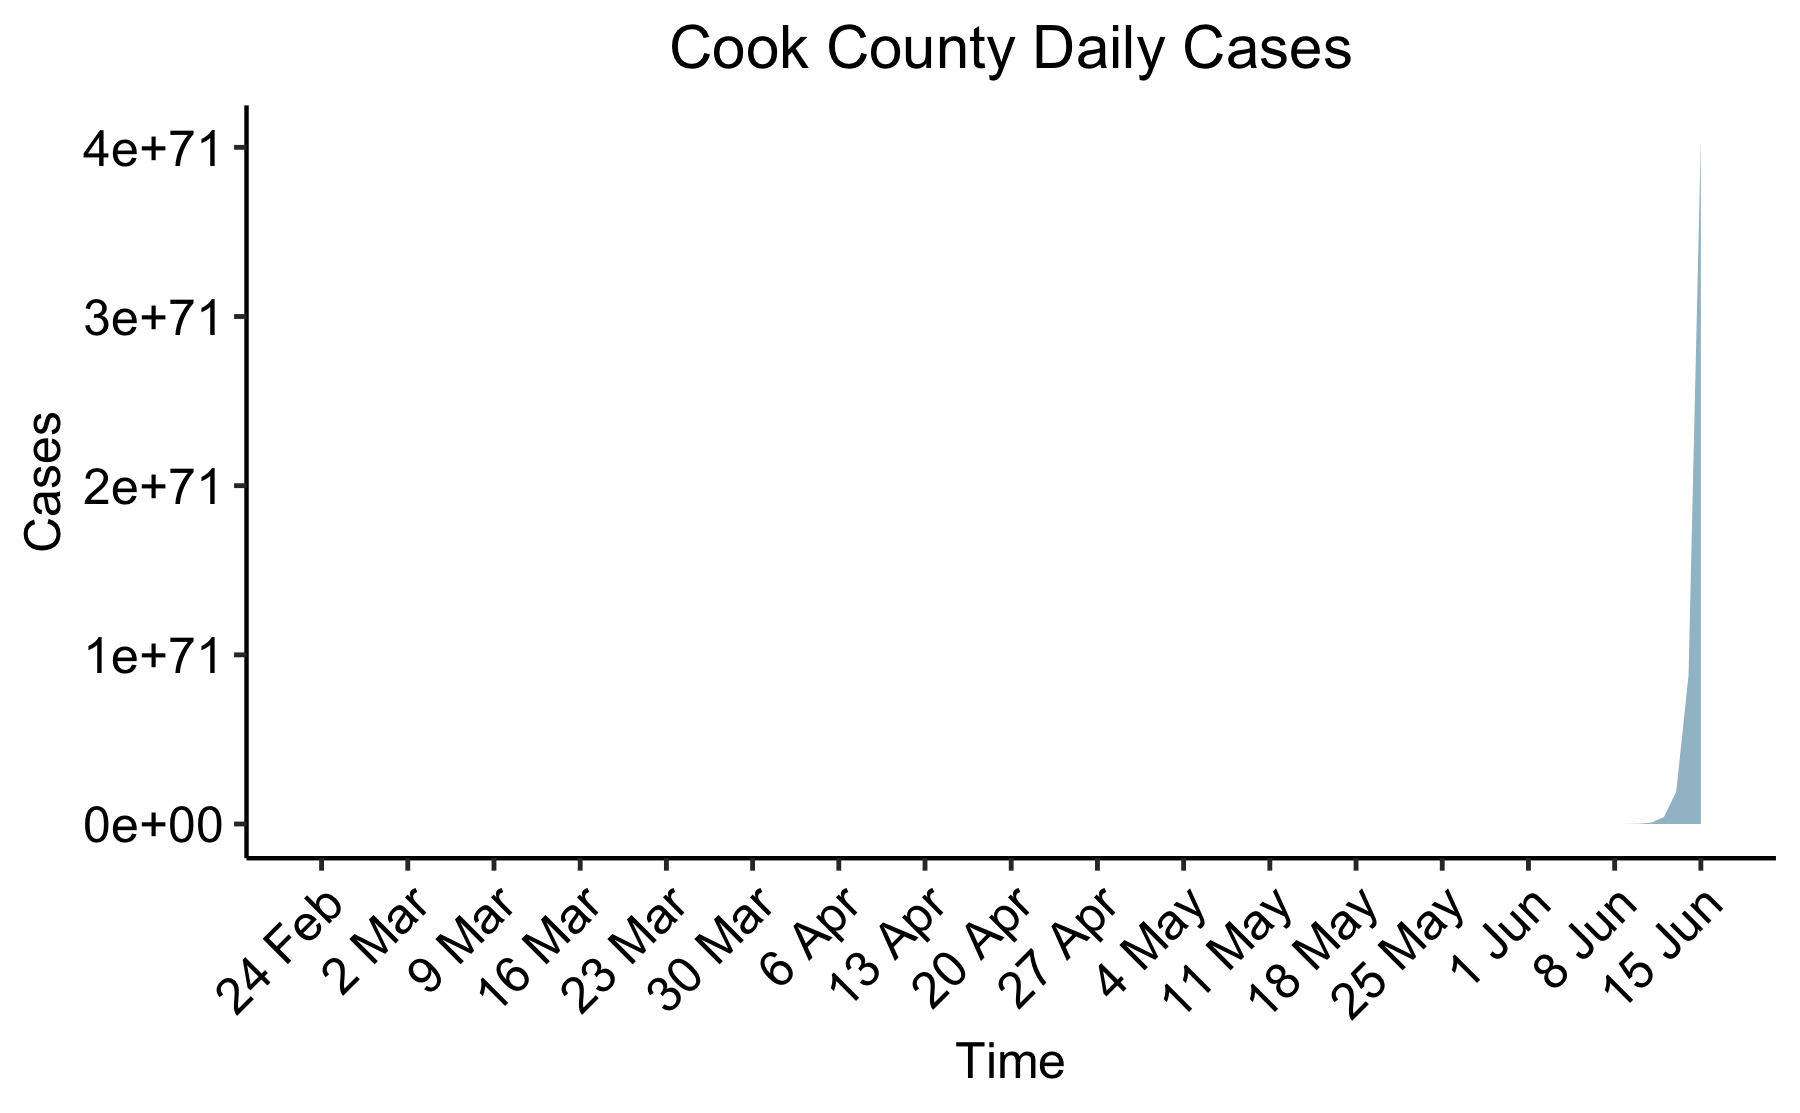 Cook County Daily Cases
4e+71
3e+71
2e+71
1e+71
0e+00
Cases
24 Feb
2 Mar
9 Mar
16 Mar
23 Mar
30 Mar
6 Apr
13 Apr
20 Apr
27 Apr
4 May
11 May
18 May
25 May
1 Jun
8 Jun
15 Jun
Time